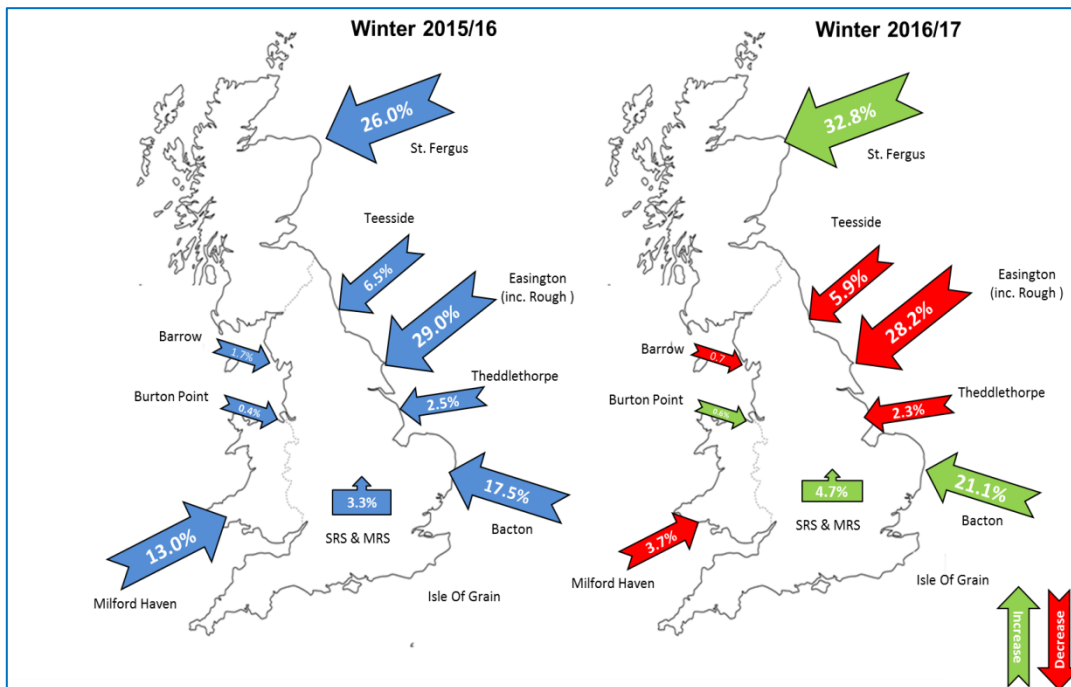 Winter 2015/16
26.0%
St. Fergus
Teesside
6.5%
Easington
(inc. Rough )
29.0%
Barrow
1.7%
Theddlethorpe
2.5%
Burton Point
0.4%
17.5%
Bacton
3.3%
SRS & MRS
13.0%
Milford Haven
Isle Of Grain
Winter 2016/17
32.8%
St. Fergus
Teesside
5.9%
Easington
(inc. Rough )
28.2%
Barrow
0.7
Theddlethorpe
2.3%
Burton Point
0.6%
21.1%
Bacton
4.7%
SRS & MRS
3.7%
Milford Haven
Isle Of Grain
Increase
Decrease